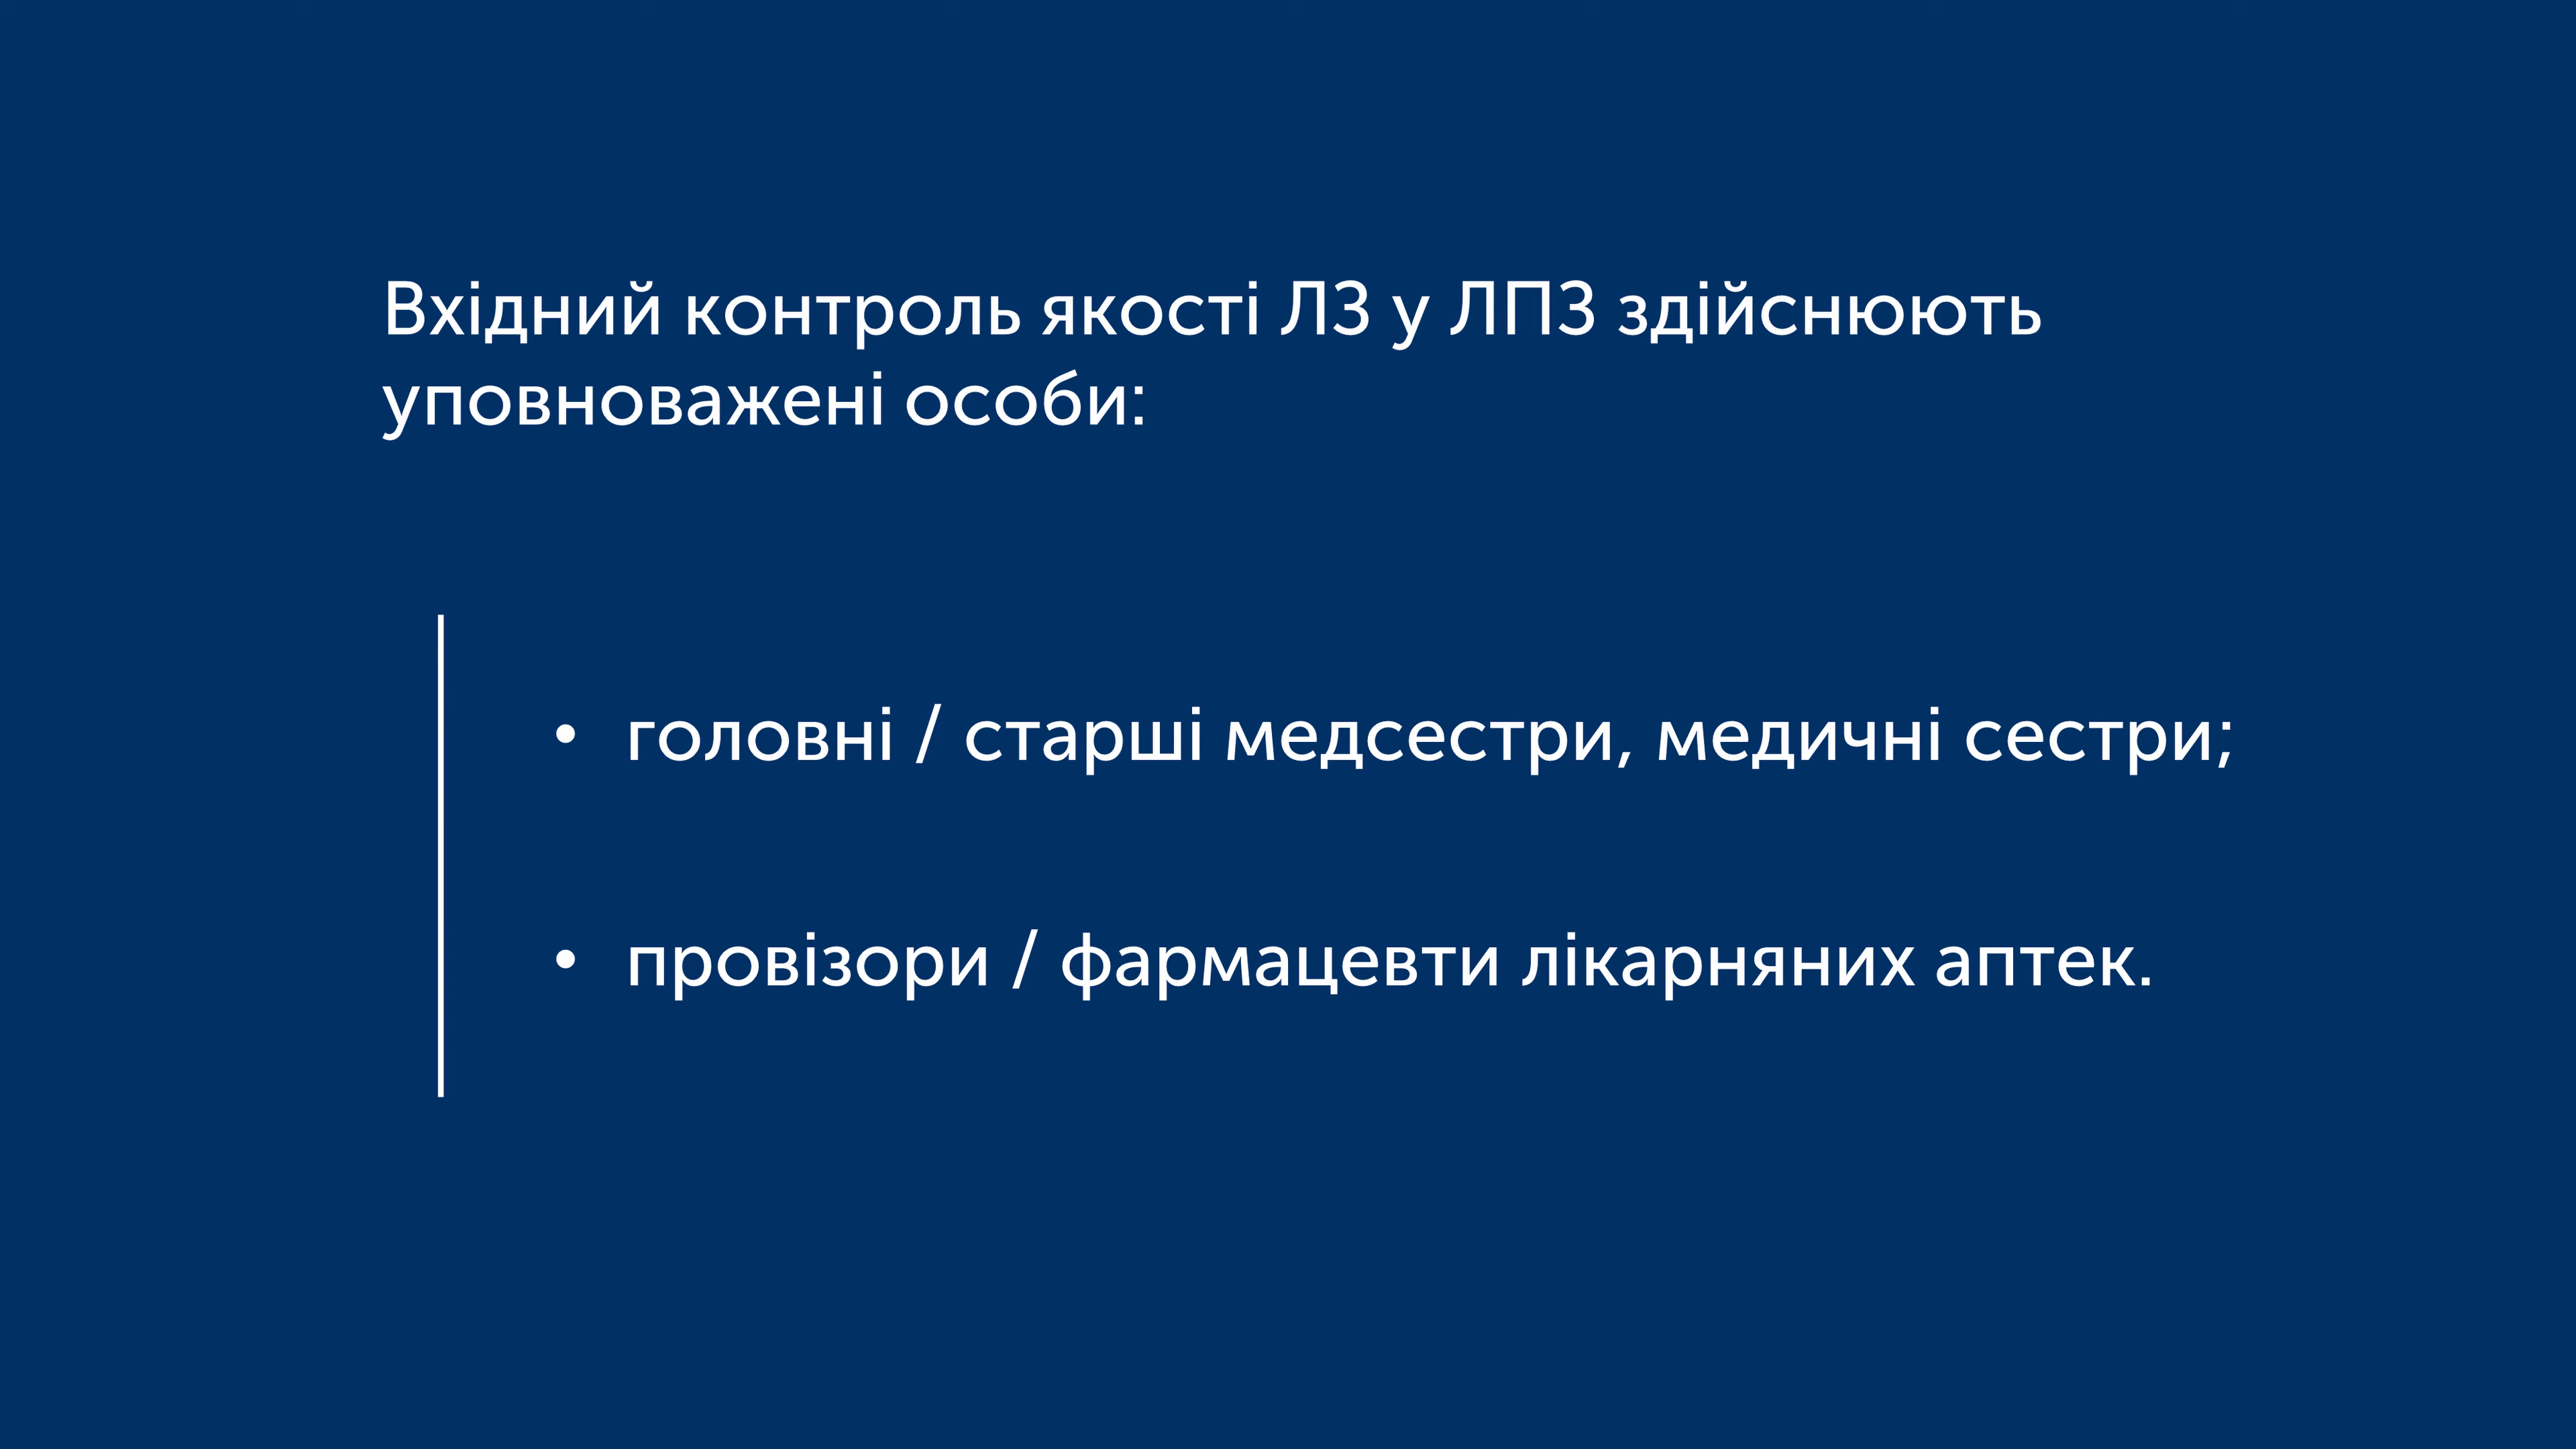 Вхідний контроль якості ЛЗ у ЛПЗ здійснюють
уповноважені особи:
• головні / старші медсестри, медичні сестри;
• провізори / фармацевти лікарняних аптек.